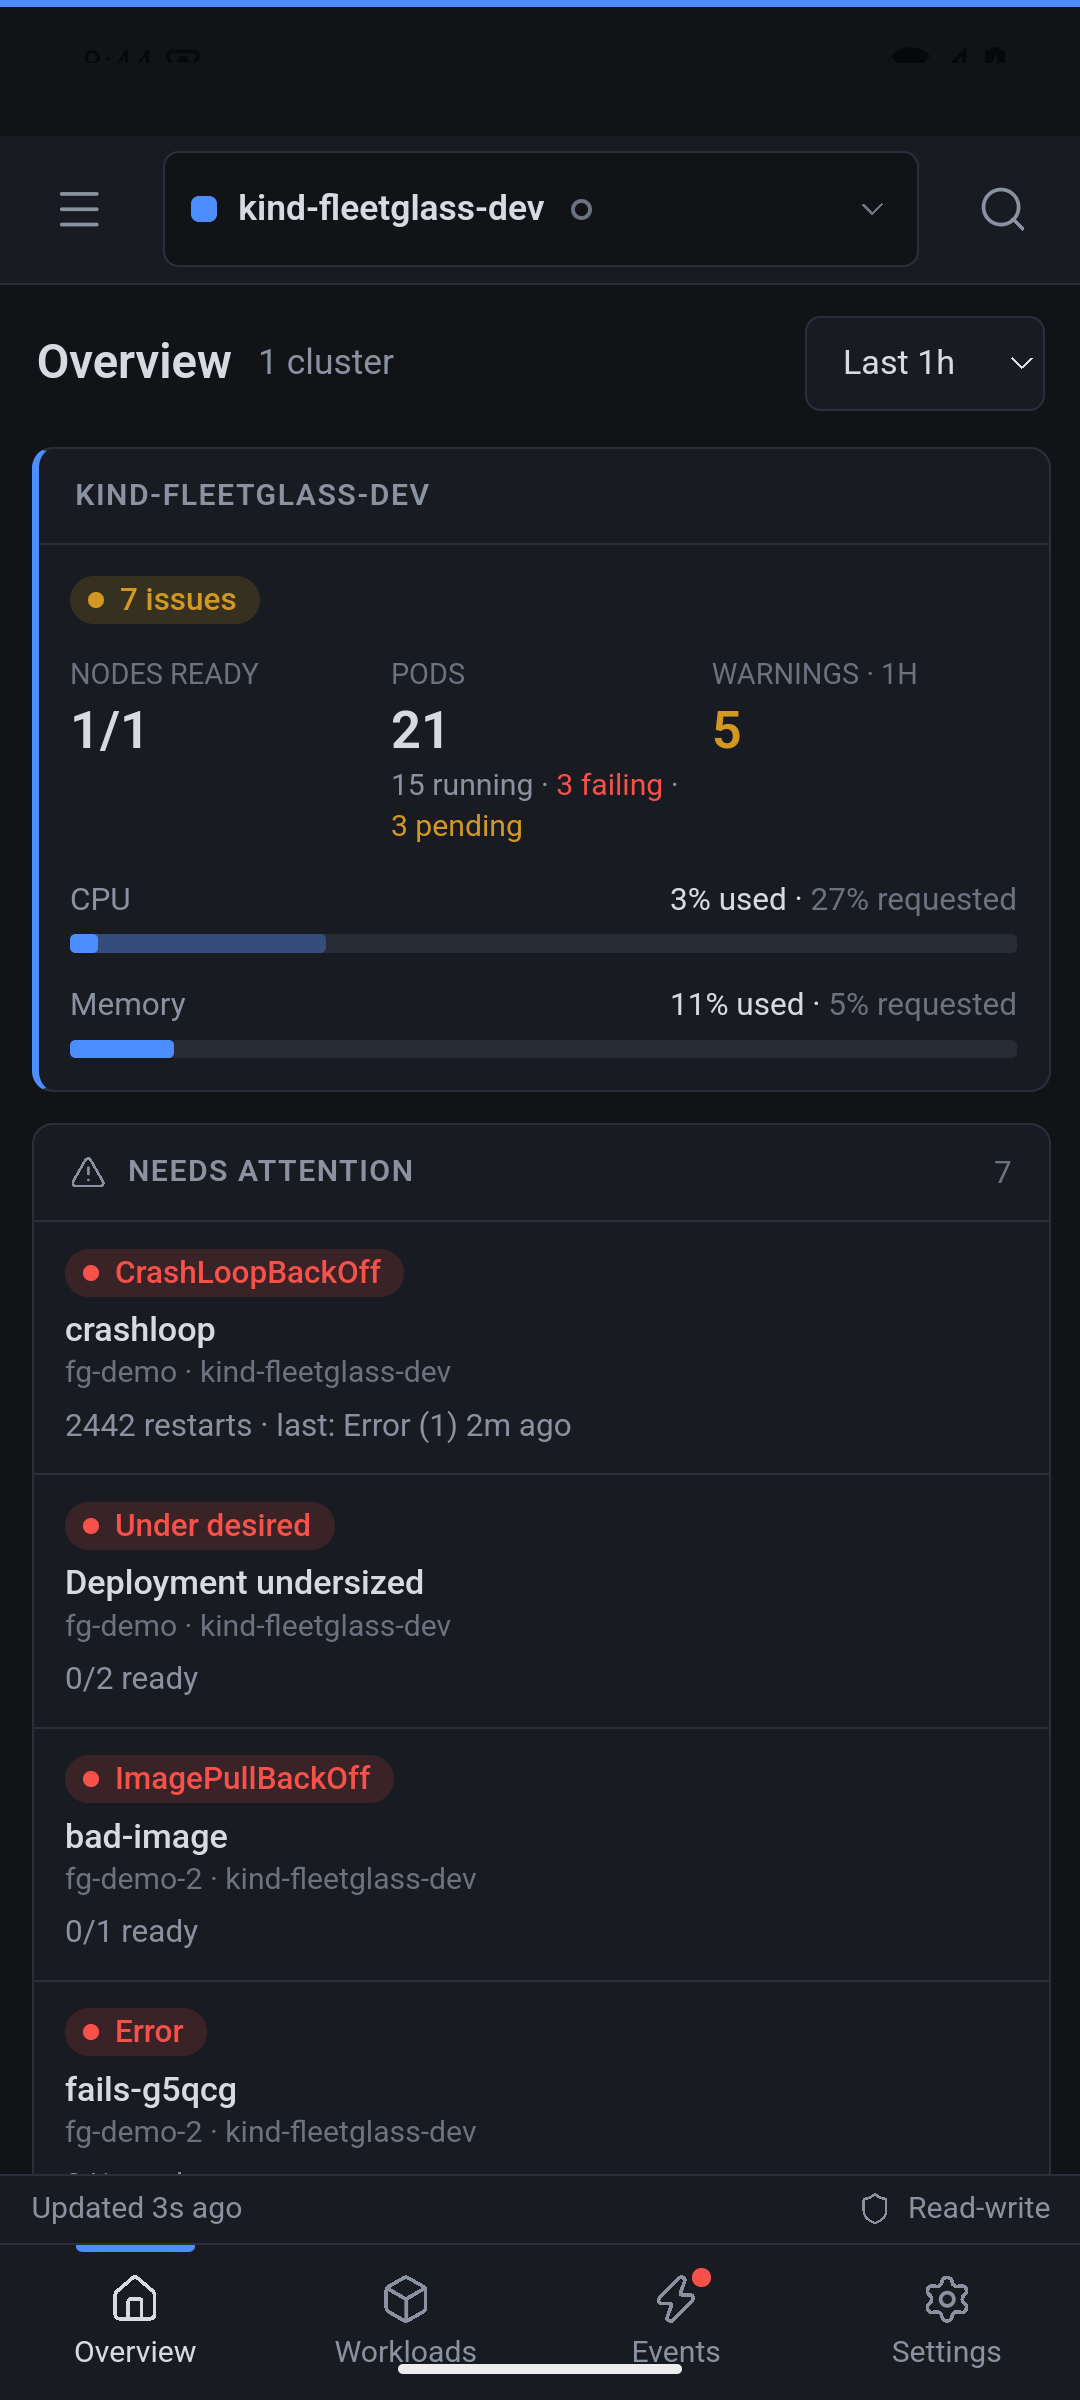 kind-fleetglass-dev
Overview 1 cluster
Last 1h
KIND-FLEETGLASS-DEV
7 issues
NODES READY
1/1
PODS
21
15 running · 3 failing ·
3 pending
WARNINGS · 1H
5
CPU
3% used · 27% requested
Memory
11% used · 5% requested
NEEDS ATTENTION
7
CrashLoopBackOff
crashloop
fg-demo · kind-fleetglass-dev
2442 restarts · last: Error (1) 2m ago
Under desired
Deployment undersized
fg-demo · kind-fleetglass-dev
0/2 ready
ImagePullBackOff
bad-image
fg-demo-2 · kind-fleetglass-dev
0/1 ready
Error
fails-g5qcg
fg-demo-2 · kind-fleetglass-dev
Updated 3s ago
Read-write
Overview
Workloads
Events
Settings